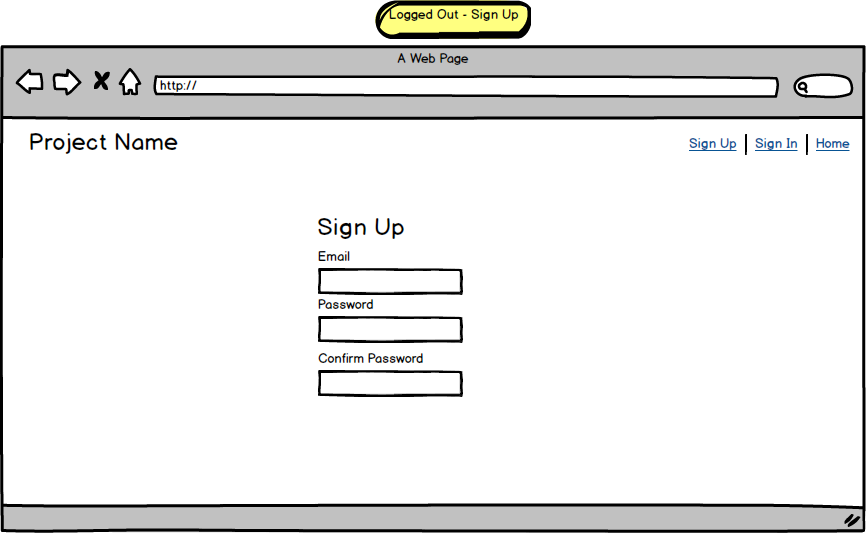 Logged Out - Sign Up
A Web Page
http://
Project Name
Sign Up
Sign In
Home
Sign Up
Email
Password
Confirm Password